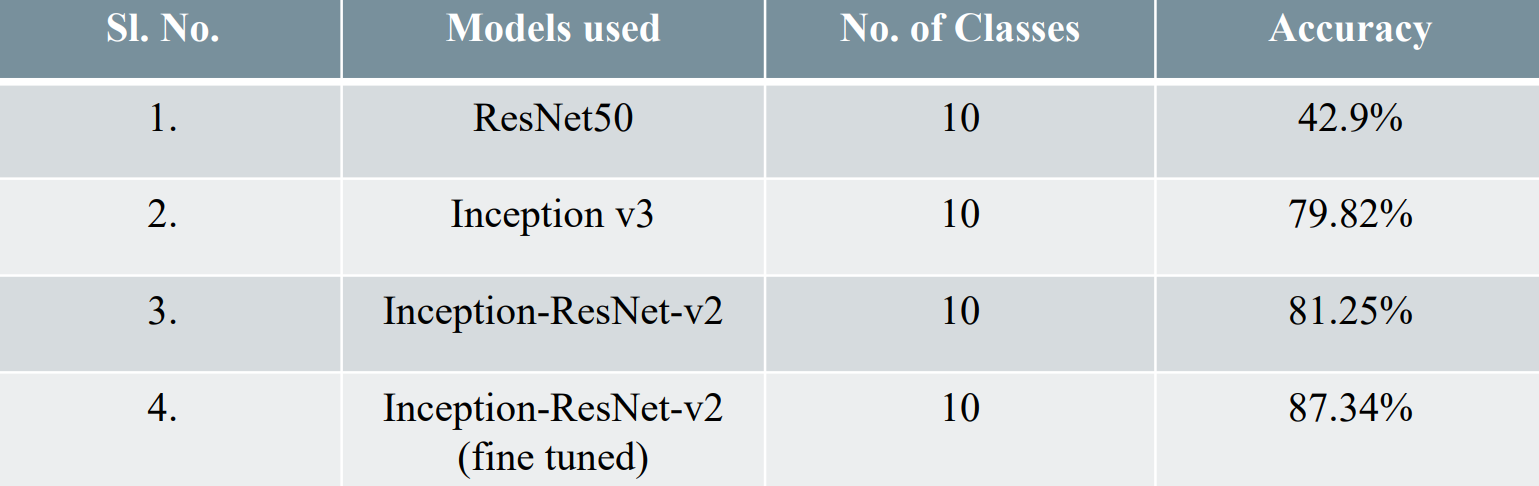 Sl. No. Models used No. of Classes Accuracy
1. ResNet50 10 42.9%
2. Inception v3 10 79.82%
3. Inception-ResNet-v2 10 81.25%
4. Inception-ResNet-v2 10 87.34%
(fine tuned)